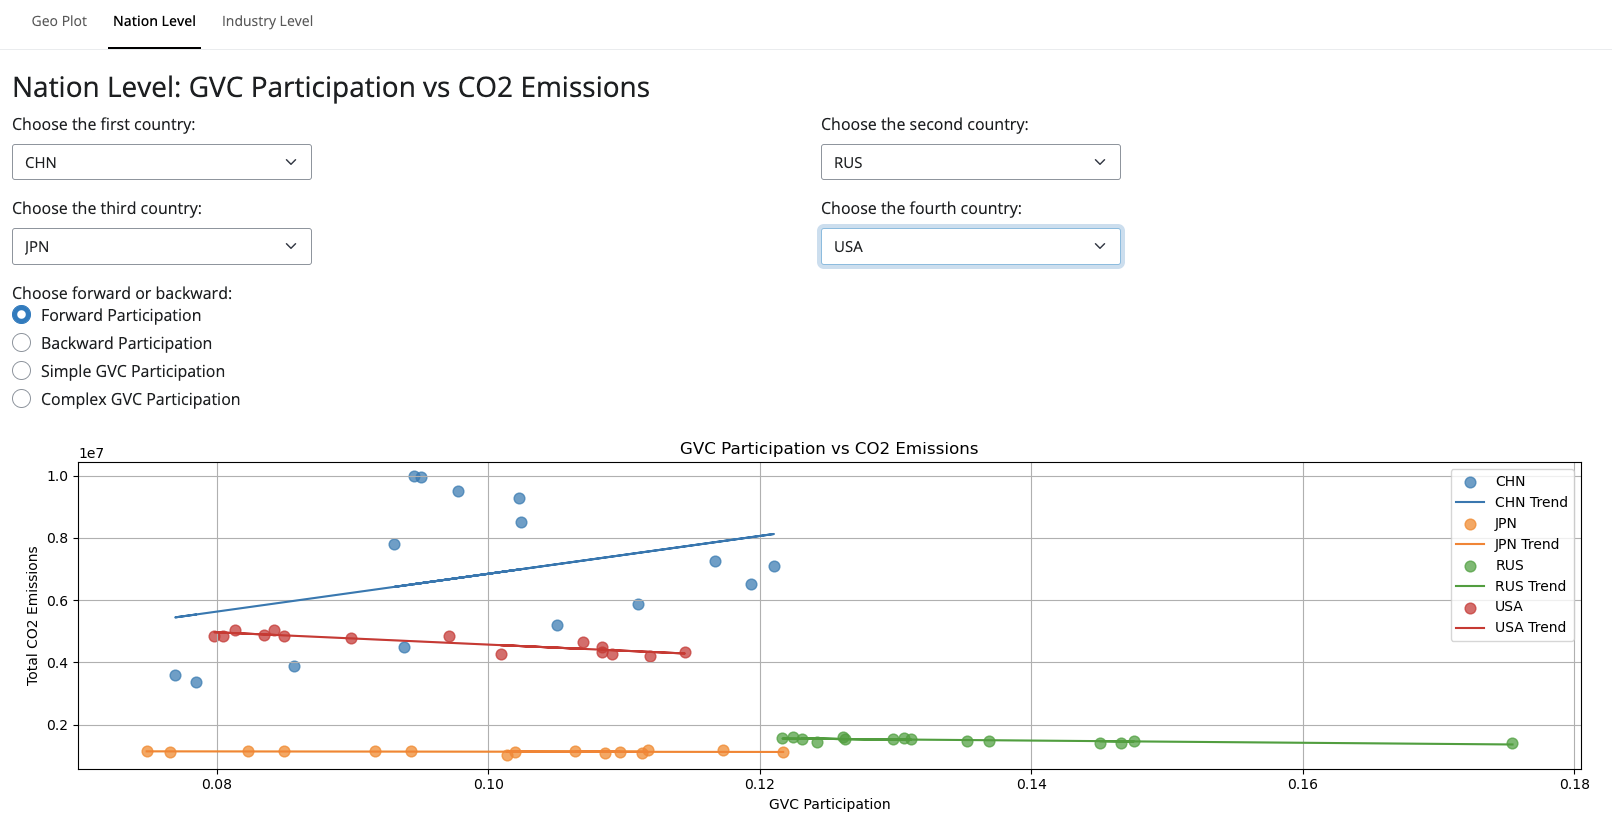 Geo Plot Nation Level Industry Level
Nation Level: GVC Participation vs CO2 Emissions
Choose the first country: Choose the second country:
CHN RUS
Choose the third country: Choose the fourth country:
JPN USA
Choose forward or backward:
Forward Participation
Backward Participation
Simple GVC Participation
Complex GVC Participation
GVC Participation vs CO2 Emissions
1e7
1.0
0.8
0.6
0.4
0.2
Total CO2 Emissions
CHN
CHN Trend
JPN
JPN Trend
RUS
RUS Trend
USA
USA Trend
0.08 0.10 0.12 0.14 0.16 0.18
GVC Participation